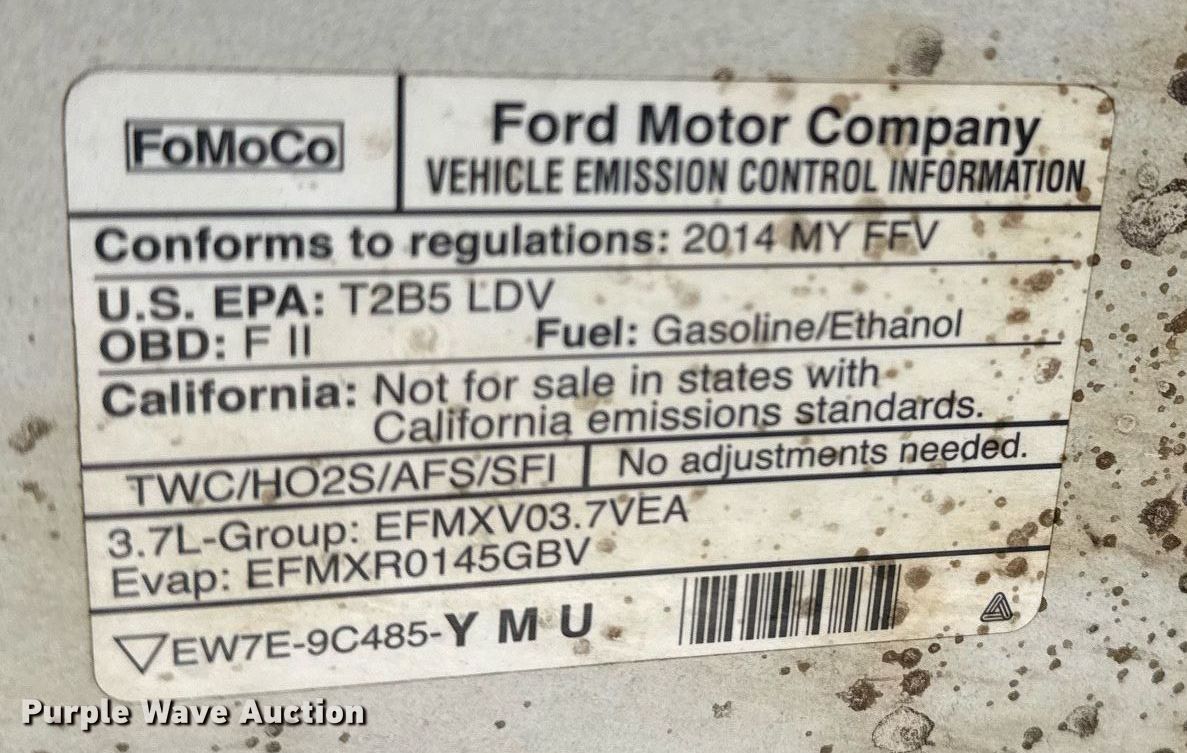 FoMoCo
Ford Motor Company
VEHICLE EMISSION CONTROL INFORMATION
Conforms to regulations: 2014 MY FFV
U.S. EPA: T2B5 LDV
OBD: F II
Fuel: Gasoline/Ethanol
California: Not for sale in states with
California emissions standards.
TWC/HO2S/AFS/SFI
No adjustments needed.
3.7L-Group: EFMXV03.7VEA
Evap: EFMXR0145GBV
EW7E-9C485-Y M U
Purple Wave Auction